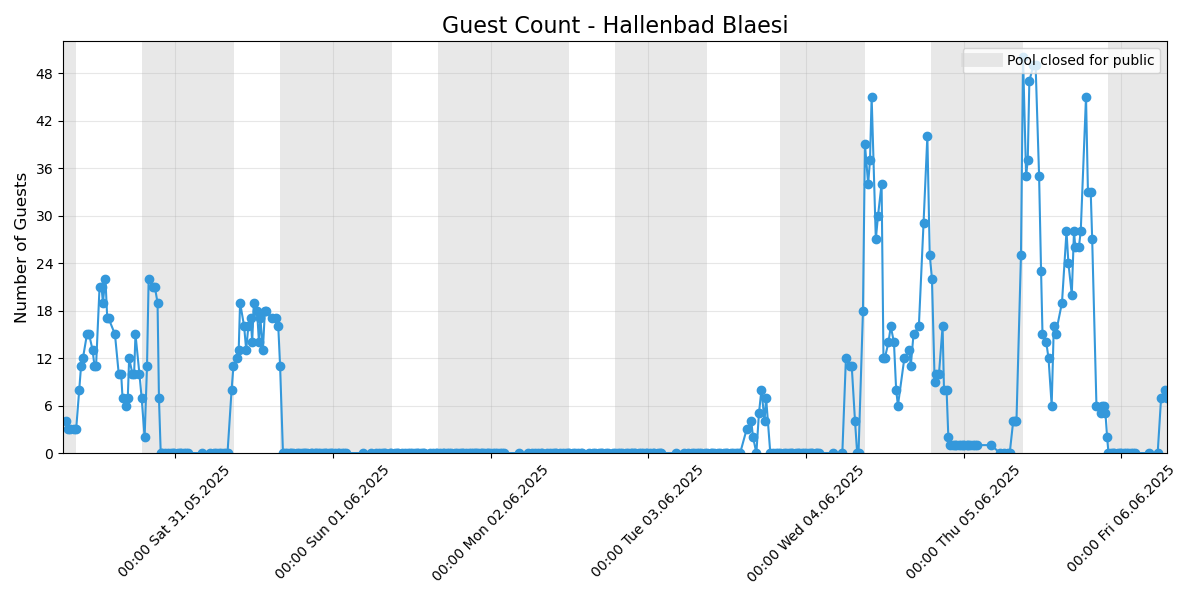 Guest Count - Hallenbad Blaesi
Pool closed for public
Number of Guests
48
42
36
30
24
18
12
6
0
00:00 Sat 31.05.2025
00:00 Sun 01.06.2025
00:00 Mon 02.06.2025
00:00 Tue 03.06.2025
00:00 Wed 04.06.2025
00:00 Thu 05.06.2025
00:00 Fri 06.06.2025